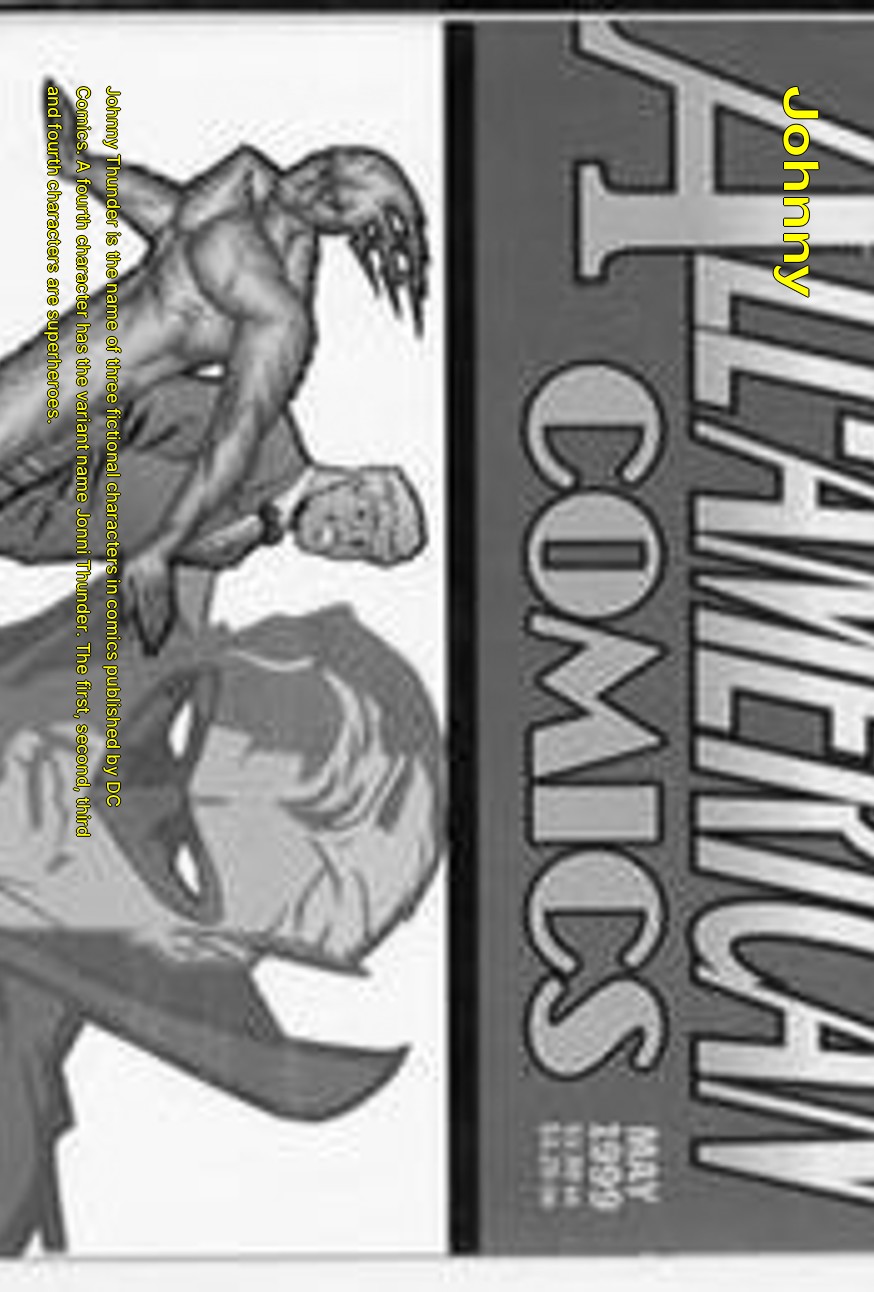 Johnny
ALL AMERICAN
COMICS
MAY
1999
Johnny Thunder is the name of three fictional characters in comics published by DC
Comics. A fourth character has the variant name Jonni Thunder. The first, second, third
and fourth characters are superheroes.